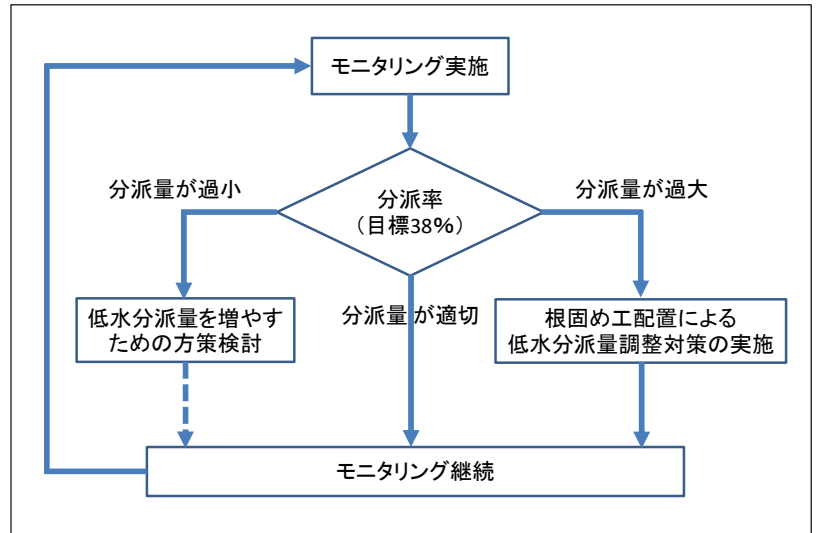 モニタリング実施
分派率
(目標38%)
分派量が過小
分派量が過大
分派量が適切
低水分派量を増やす
ための方策検討
根固め工配置による
低水分派量調整対策の実施
モニタリング継続